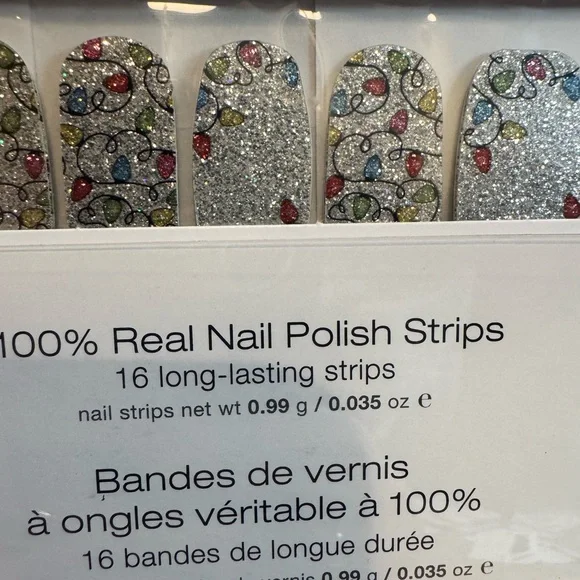 100% Real Nail Polish Strips
16 long-lasting strips
nail strips net wt 0.99 g / 0.035 oz ℮
Bandes de vernis
à ongles véritable à 100%
16 bandes de longue durée
vernis 0.99 g / 0.035 oz ℮